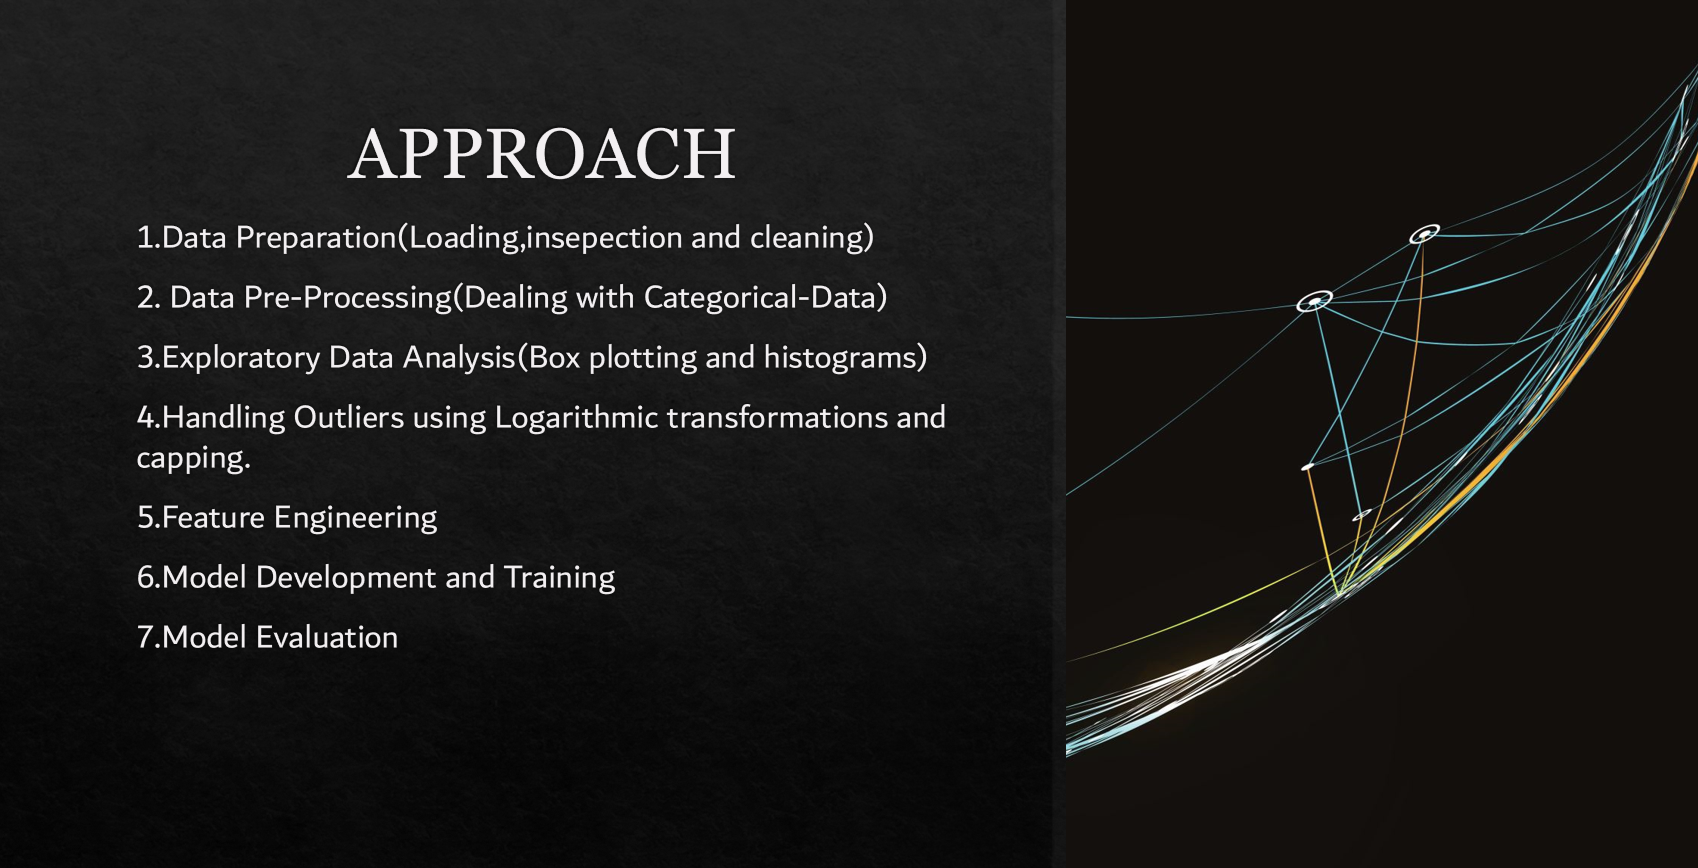 APPROACH
1.Data Preparation(Loading,insepection and cleaning)
2. Data Pre-Processing(Dealing with Categorical-Data)
3.Exploratory Data Analysis(Box plotting and histograms)
4.Handling Outliers using Logarithmic transformations and
capping.
5.Feature Engineering
6.Model Development and Training
7.Model Evaluation